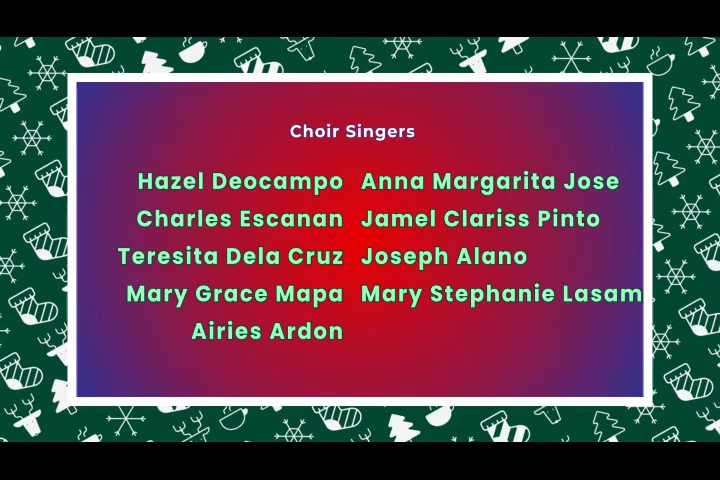 Choir Singers
Hazel Deocampo Anna Margarita Jose
Charles Escanan Jamel Clariss Pinto
Teresita Dela Cruz Joseph Alano
Mary Grace Mapa Mary Stephanie Lasam
Airies Ardon